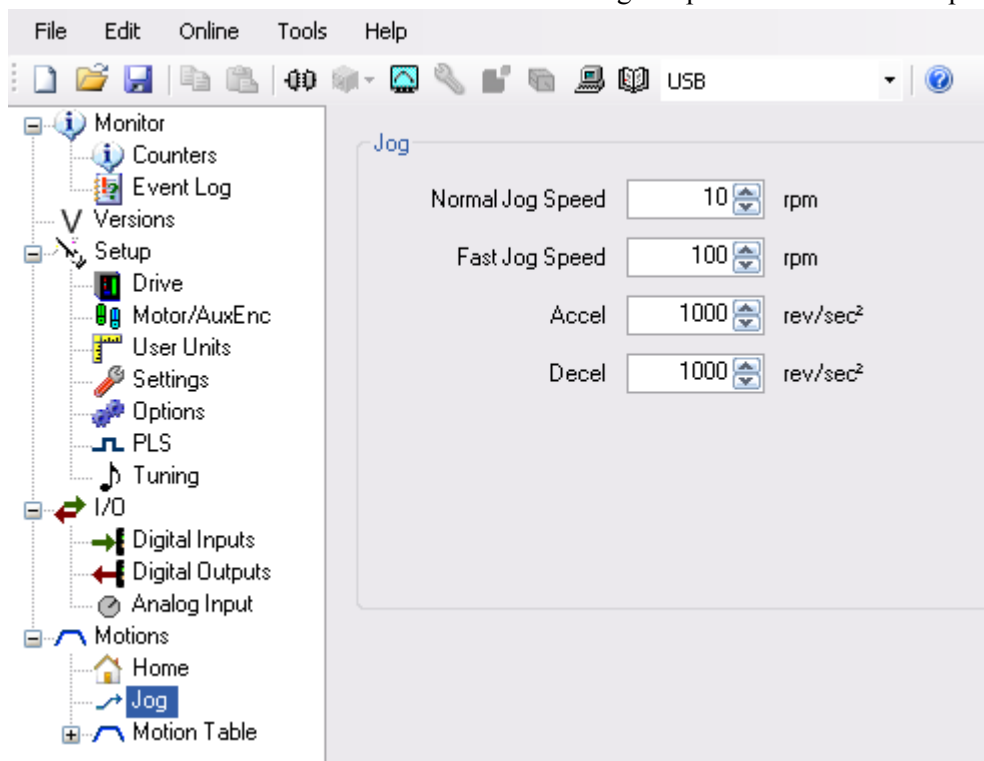 File Edit Online Tools Help
USB
Monitor
Counters
Event Log
Versions
Setup
Drive
Motor/AuxEnc
User Units
Settings
Options
PLS
Tuning
I/O
Digital Inputs
Digital Outputs
Analog Input
Motions
Home
Jog
Motion Table
Jog
Normal Jog Speed 10 rpm
Fast Jog Speed 100 rpm
Accel 1000 rev/sec²
Decel 1000 rev/sec²